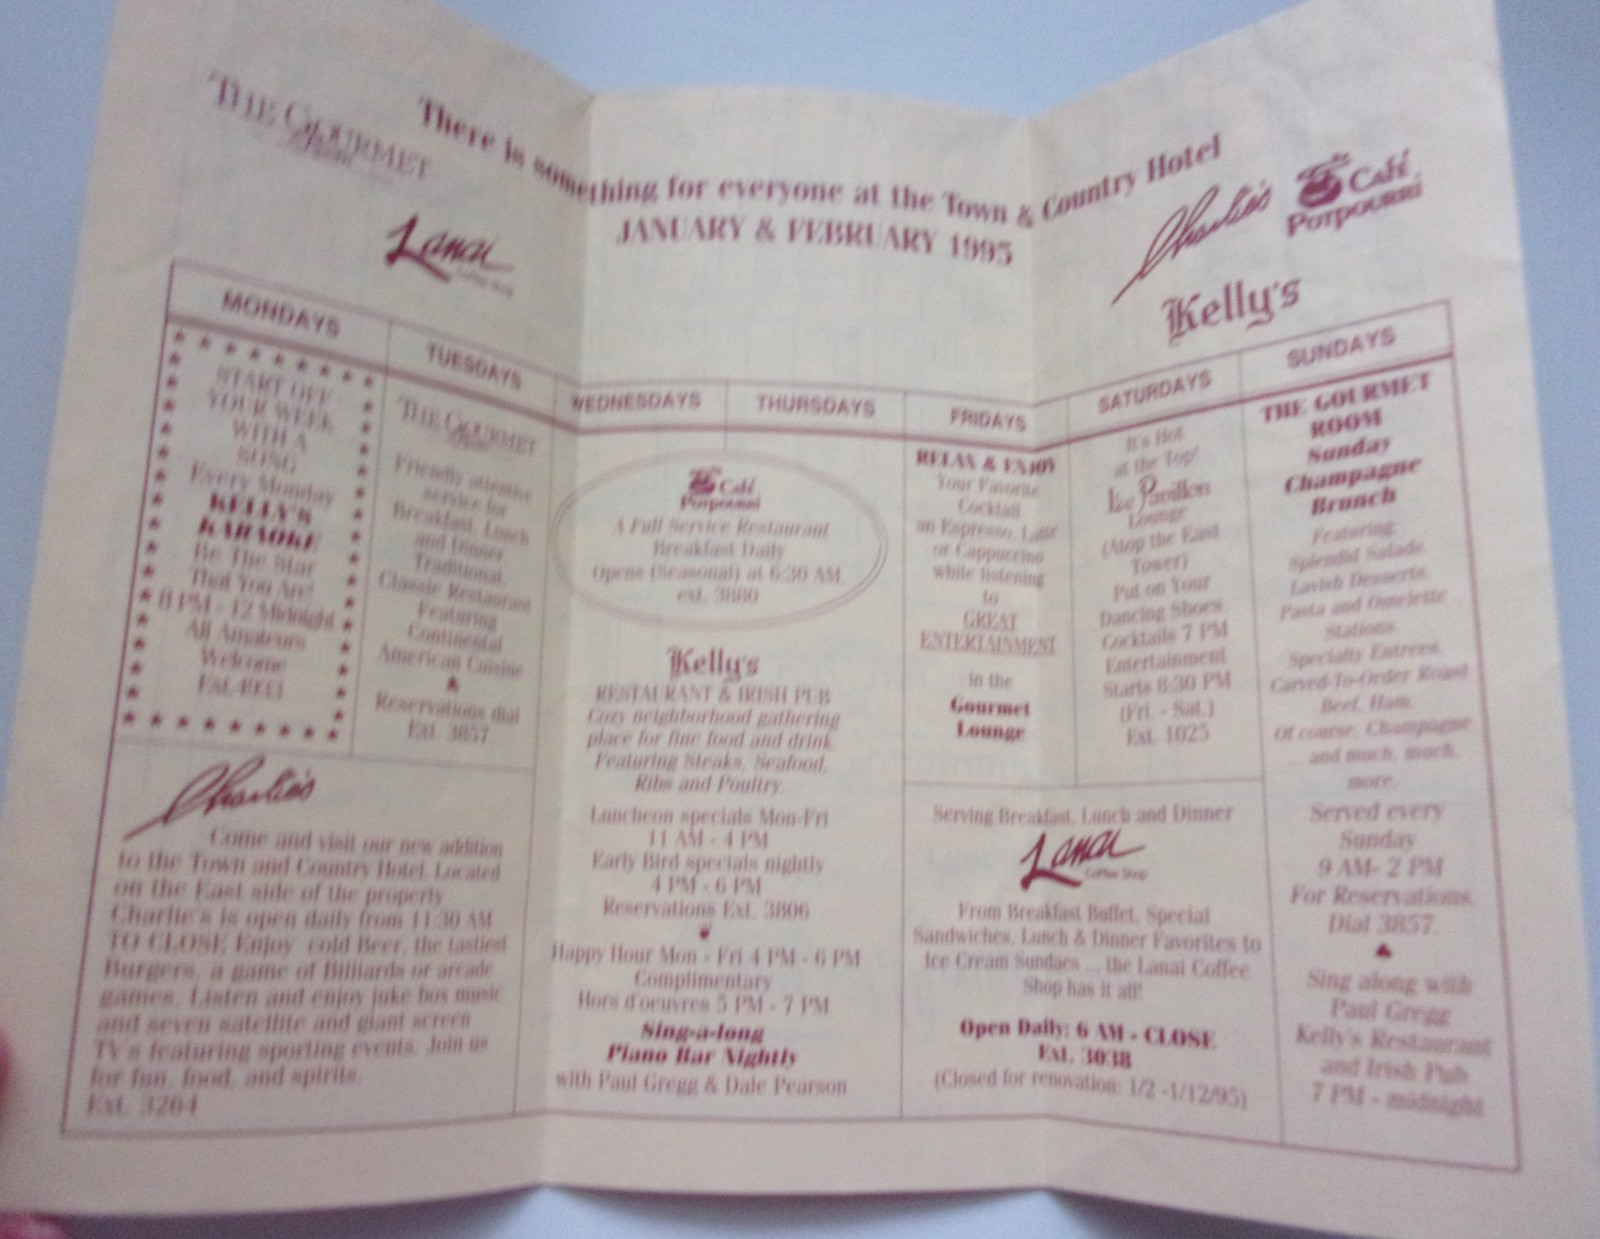 THE GOURMET
Room
There is something for everyone at the Town & Country Hotel
JANUARY & FEBRUARY 1995
Lanai
Coffee Shop
Charlie's
Café
POTPOURRI
Kelly's
MONDAYS
START OFF
YOUR WEEK
WITH A
SONG
Every Monday
KELLY'S
KARAOKE
Be The Star
That You Are!
8 PM - 12 Midnight
All Amateurs
Welcome
TUESDAYS
THE GOURMET
Room
Friendly attentive
service for
Breakfast, Lunch
and Dinner
Traditional,
Classic Restaurant
Featuring
Continental
American Cuisine
Reservations dial
Ext. 3857
Charlie's
Come and visit our new addition
to the Town and Country Hotel. Located
on the East side of the property
Charlie's is open daily from 11:30 AM
TO CLOSE Enjoy cold Beer, the tastiest
Burgers, a game of Billiards or arcade
games. Listen and enjoy juke box music
and seven satellite and giant screen
TV's featuring sporting events. Join us
for fun, food, and spirits.
Ext. 3264
WEDNESDAYS
THURSDAYS
Café
POTPOURRI
A Full Service Restaurant
Breakfast Daily
Opens (Seasonal) at 6:30 AM.
ext. 3880
Kelly's
RESTAURANT & IRISH PUB
Cozy neighborhood gathering
place for fine food and drink.
Featuring Steaks, Seafood,
Ribs and Poultry.
Luncheon specials Mon-Fri
11 AM - 4 PM
Early Bird specials nightly
4 PM - 6 PM
Reservations Ext. 3806
Happy Hour Mon - Fri 4 PM - 6 PM
Complimentary
Hors d'oeuvres 5 PM - 7 PM
Sing-a-long
Piano Bar Nightly
with Paul Gregg & Dale Pearson
FRIDAYS
RELAX & ENJOY
Your Favorite
Cocktail
an Espresso, Latte
or Cappuccino
while listening
to
GREAT
ENTERTAINMENT
in the
Gourmet
Lounge
SATURDAYS
It's Hot
at the Top!
Le Pavillon
Lounge
(Atop the East
Tower)
Put on Your
Dancing Shoes.
Cocktails 7 PM
Entertainment
Starts 8:30 PM
(Fri. - Sat.)
Ext. 1025
Serving Breakfast, Lunch and Dinner
Lanai
Coffee Shop
From Breakfast Buffet, Special
Sandwiches, Lunch & Dinner Favorites to
Ice Cream Sundaes ... the Lanai Coffee
Shop has it all!
Open Daily: 6 AM - CLOSE
Ext. 3038
(Closed for renovation: 1/2 -1/12/95)
SUNDAYS
THE GOURMET
ROOM
Sunday
Champagne
Brunch
Featuring:
Splendid Salads,
Lavish Desserts,
Pasta and Omelette
Stations
Specialty Entrees,
Carved-To-Order Roast
Beef, Ham.
Of course, Champagne
... and much, much,
more.
Served every
Sunday
9 AM- 2 PM
For Reservations,
Dial 3857.
Sing along with
Paul Gregg
Kelly's Restaurant
and Irish Pub
7 PM - midnight